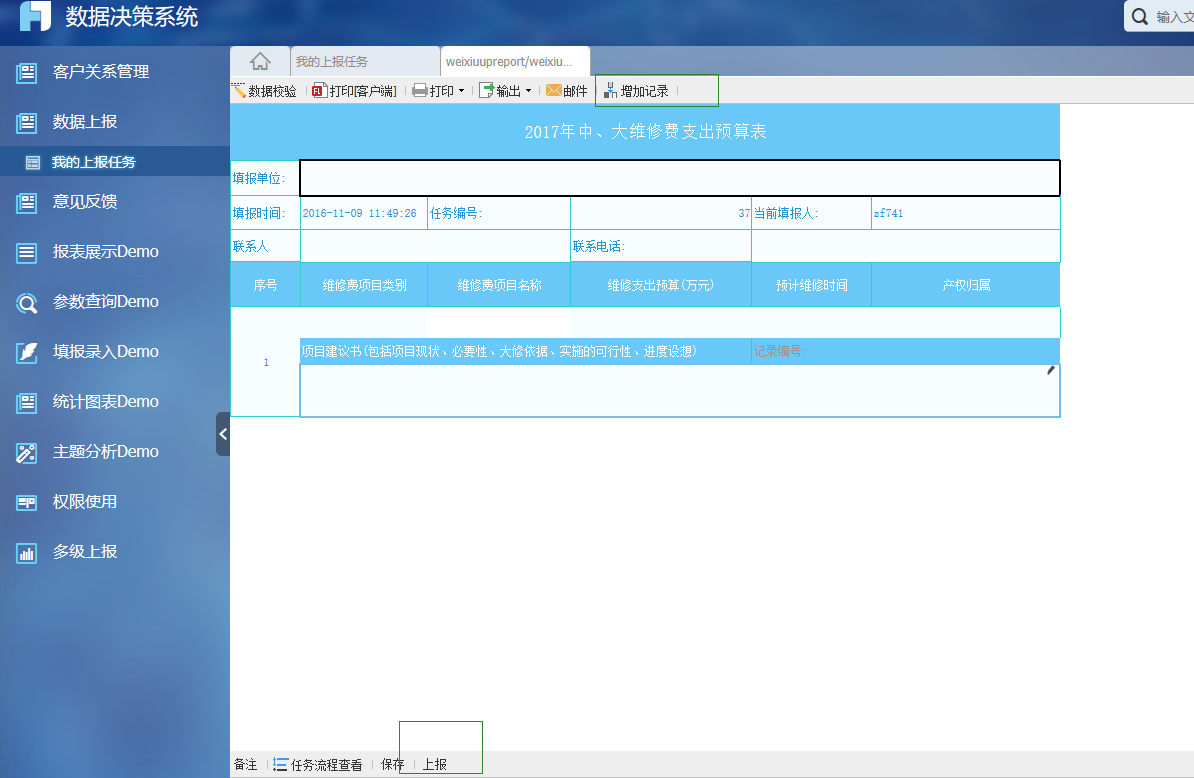 数据决策系统
输入文
客户关系管理
数据上报
我的上报任务
意见反馈
报表展示Demo
参数查询Demo
填报录入Demo
统计图表Demo
主题分析Demo
权限使用
多级上报
我的上报任务 weixiuupreport/weixiu...
数据校验 打印[客户端] 打印 输出 邮件 增加记录
2017年中、大维修费支出预算表
填报单位:
填报时间: 2016-11-09 11:49:26 任务编号: 37 当前填报人: zf741
联系人 联系电话:
序号 维修费项目类别 维修费项目名称 维修支出预算(万元) 预计维修时间 产权归属
1
项目建议书(包括项目现状、必要性、大修依据、实施的可行性、进度设想) 记录编号:
备注 任务流程查看 保存 上报